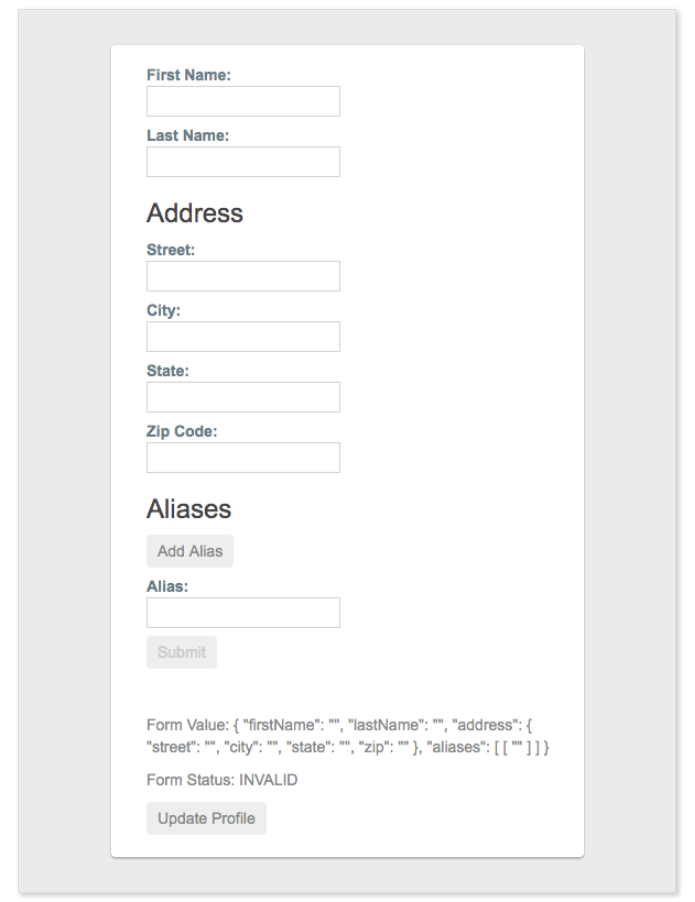 First Name:
Last Name:
Address
Street:
City:
State:
Zip Code:
Aliases
Add Alias
Alias:
Submit
Form Value: { "firstName": "", "lastName": "", "address": {
"street": "", "city": "", "state": "", "zip": "" }, "aliases": [ [ "" ] ] }
Form Status: INVALID
Update Profile